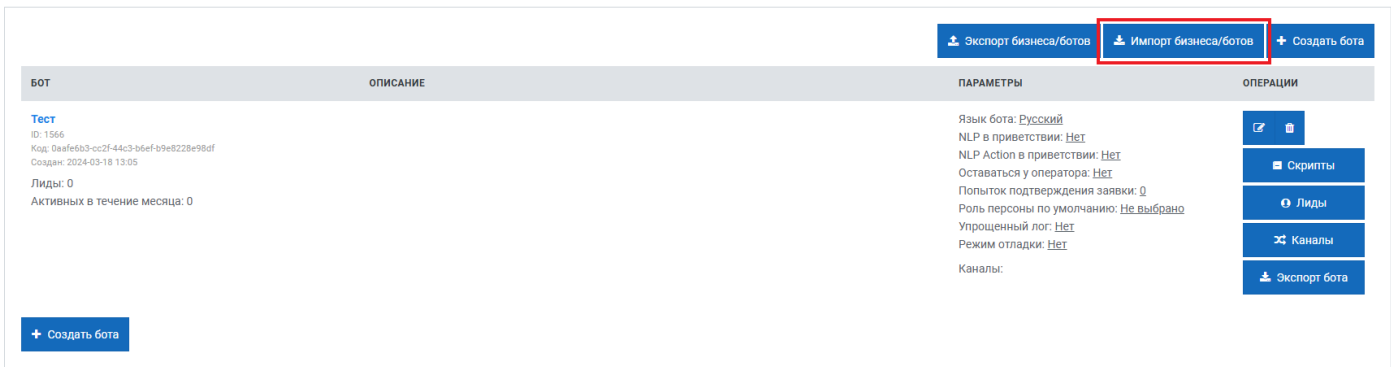 Экспорт бизнеса/ботов
Импорт бизнеса/ботов
Создать бота
БОТ
ОПИСАНИЕ
ПАРАМЕТРЫ
ОПЕРАЦИИ
Тест
ID: 1566
Код: 0aafe6b3-cc2f-44c3-b6ef-b9e8228e98df
Создан: 2024-03-18 13:05
Лиды: 0
Активных в течение месяца: 0
Язык бота: Русский
NLP в приветствии: Нет
NLP Action в приветствии: Нет
Оставаться у оператора: Нет
Попыток подтверждения заявки: 0
Роль персоны по умолчанию: Не выбрано
Упрощенный лог: Нет
Режим отладки: Нет
Каналы:
Скрипты
Лиды
Каналы
Экспорт бота
Создать бота